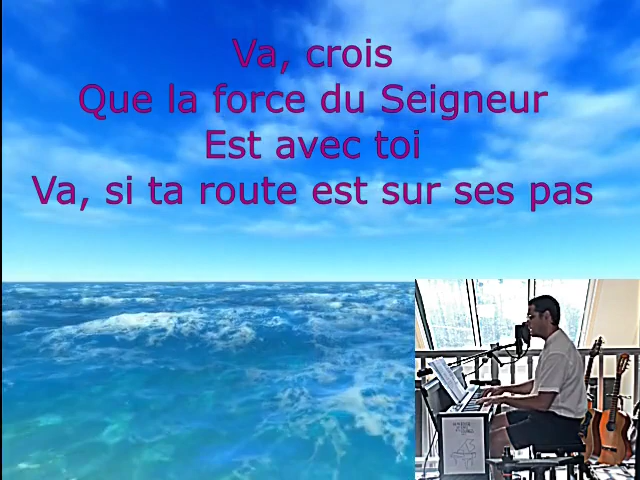 Va, crois
Que la force du Seigneur
Est avec toi
Va, si ta route est sur ses pas